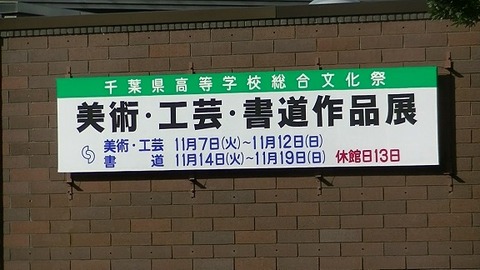 千葉県高等学校総合文化祭
美術・工芸・書道作品展
美術・工芸 11月7日(火)~11月12日(日)
書道 11月14日(火)~11月19日(日) 休館日13日